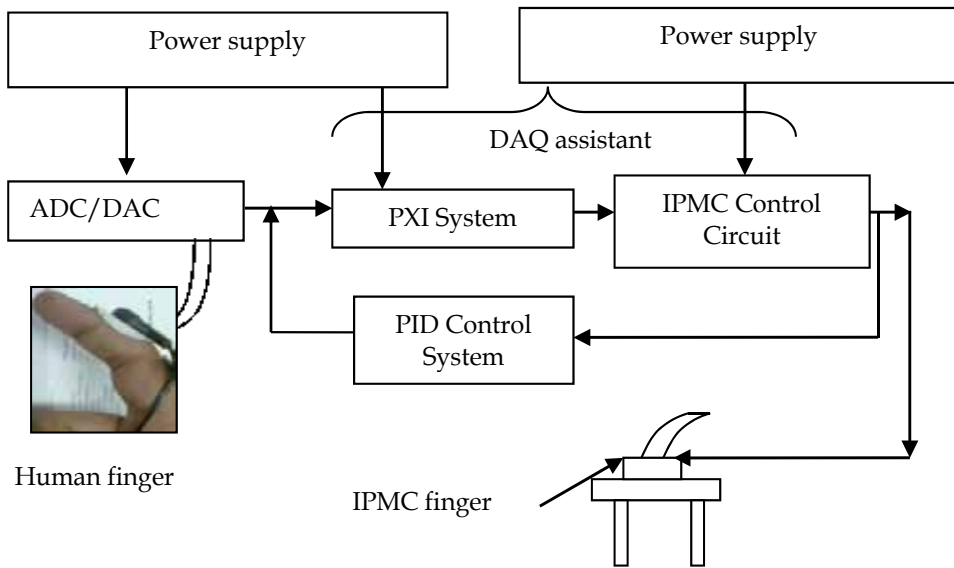 Power supply
Power supply
DAQ assistant
ADC/DAC
PXI System
IPMC Control
Circuit
PID Control
System
Human finger
IPMC finger